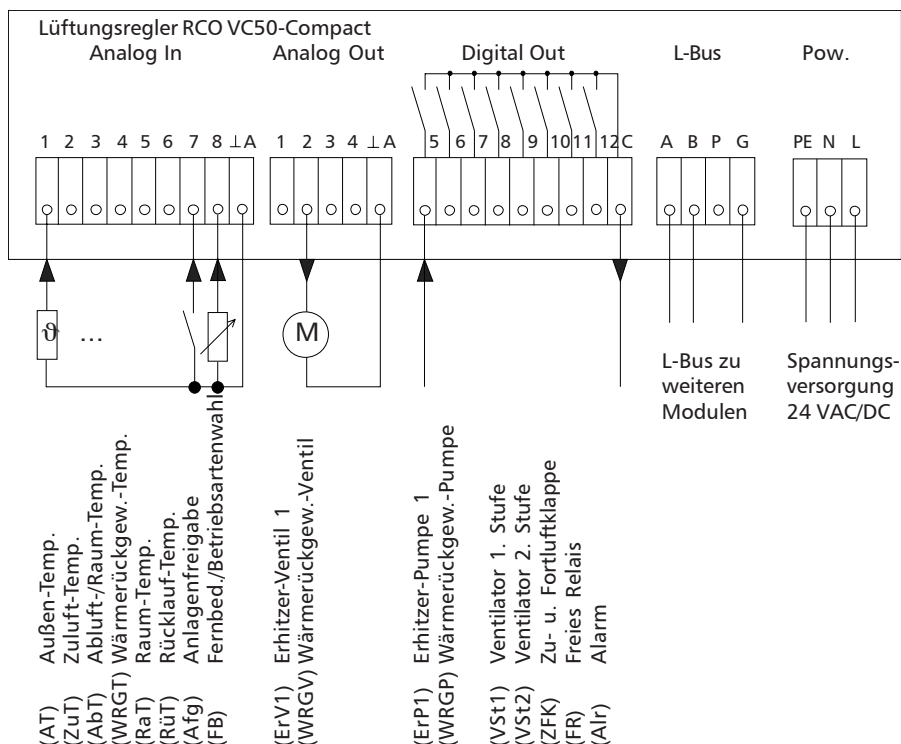 Lüftungsregler RCO VC50-Compact
Analog In Analog Out Digital Out L-Bus Pow.
1 2 3 4 5 6 7 8 ⊥A 1 2 3 4 ⊥A 5 6 7 8 9 10 11 12 C A B P G PE N L
ϑ ... M
L-Bus zu
weiteren
Modulen
Spannungs-
versorgung
24 VAC/DC
(AT) Außen-Temp.
(ZuT) Zuluft-Temp.
(AbT) Abluft-/Raum-Temp.
(WRGT) Wärmerückgew.-Temp.
(RaT) Raum-Temp.
(RüT) Rücklauf-Temp.
(Afg) Anlagenfreigabe
(FB) Fernbed./Betriebsartenwahl
(ErV1) Erhitzer-Ventil 1
(WRGV) Wärmerückgew.-Ventil
(ErP1) Erhitzer-Pumpe 1
(WRGP) Wärmerückgew.-Pumpe
(VSt1) Ventilator 1. Stufe
(VSt2) Ventilator 2. Stufe
(ZFK) Zu- u. Fortluftklappe
(FR) Freies Relais
(Alr) Alarm